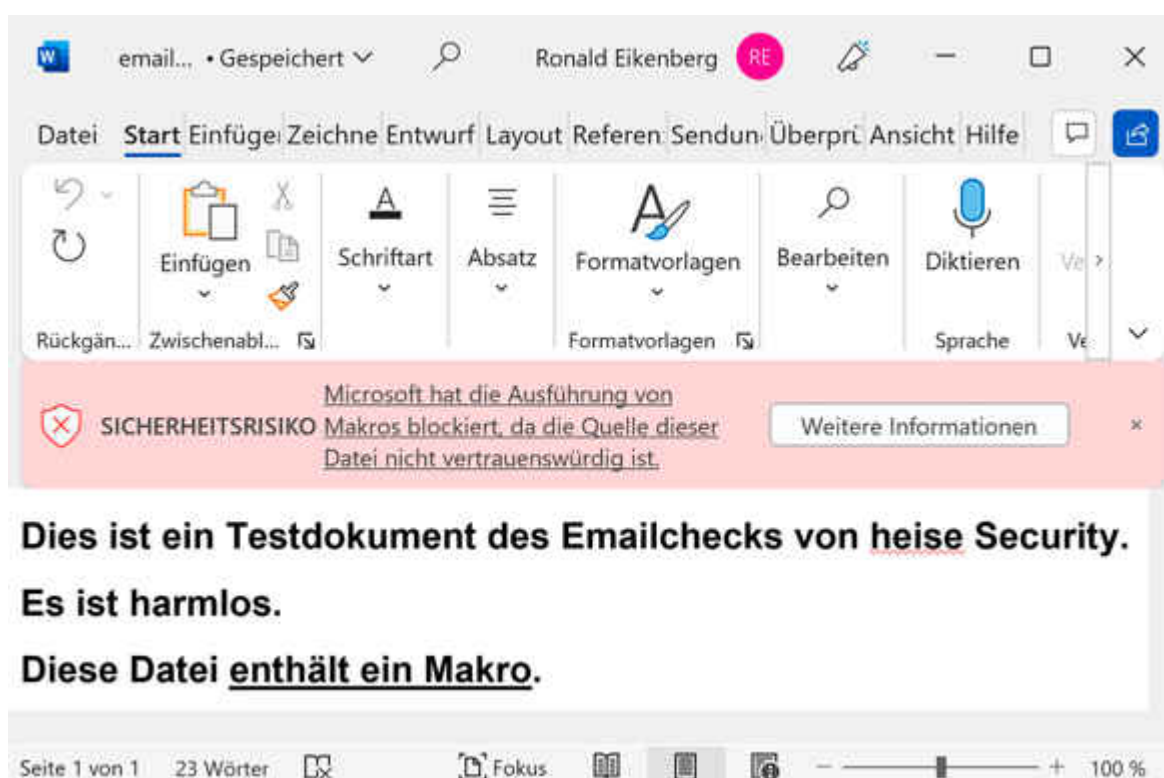 email... • Gespeichert
Ronald Eikenberg
RE
Datei Start Einfüge Zeichne Entwurf Layout Referen Sendun Überprü Ansicht Hilfe
Einfügen
Schriftart
Absatz
Formatvorlagen
Bearbeiten
Diktieren
Ve
Rückgän...
Zwischenabl...
Formatvorlagen
Sprache
Ve
SICHERHEITSRISIKO
Microsoft hat die Ausführung von
Makros blockiert, da die Quelle dieser
Datei nicht vertrauenswürdig ist.
Weitere Informationen
Dies ist ein Testdokument des Emailchecks von heise Security.
Es ist harmlos.
Diese Datei enthält ein Makro.
Seite 1 von 1 23 Wörter Fokus 100 %